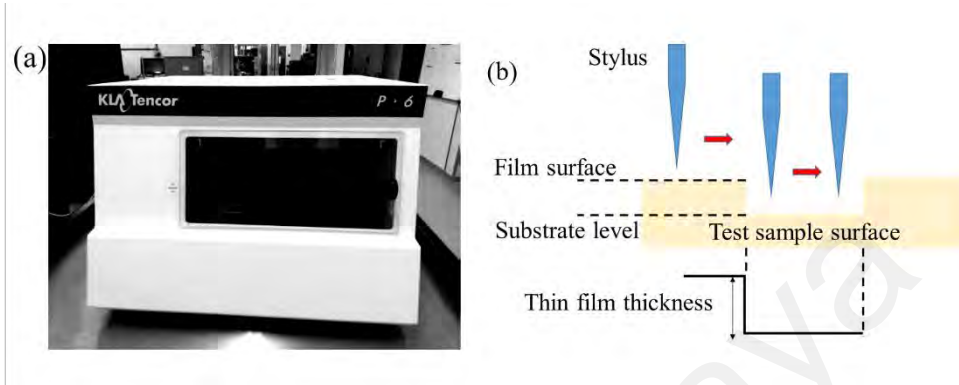 (a)
KLA Tencor
P-6
(b)
Stylus
Film surface
Substrate level
Test sample surface
Thin film thickness